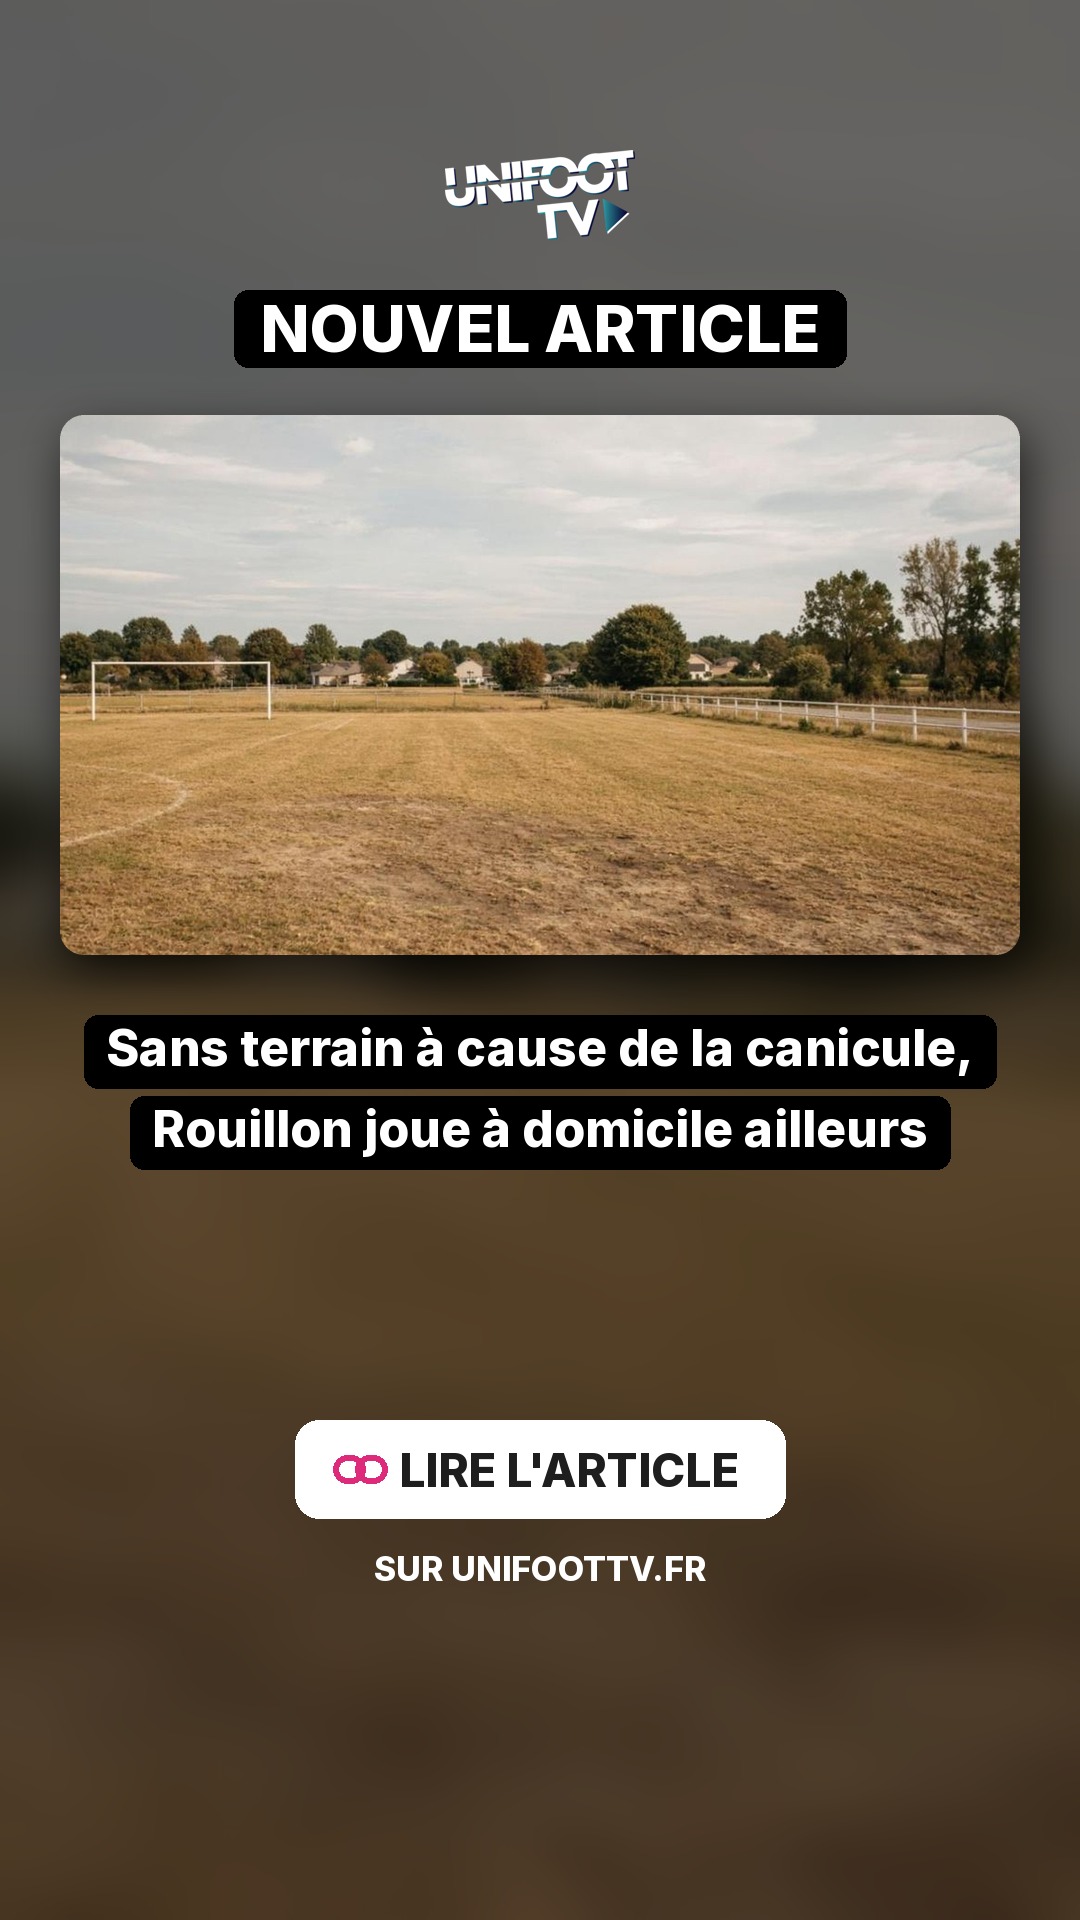 UNIFOOT
TV
NOUVEL ARTICLE
Sans terrain à cause de la canicule,
Rouillon joue à domicile ailleurs
LIRE L'ARTICLE
SUR UNIFOOTTV.FR